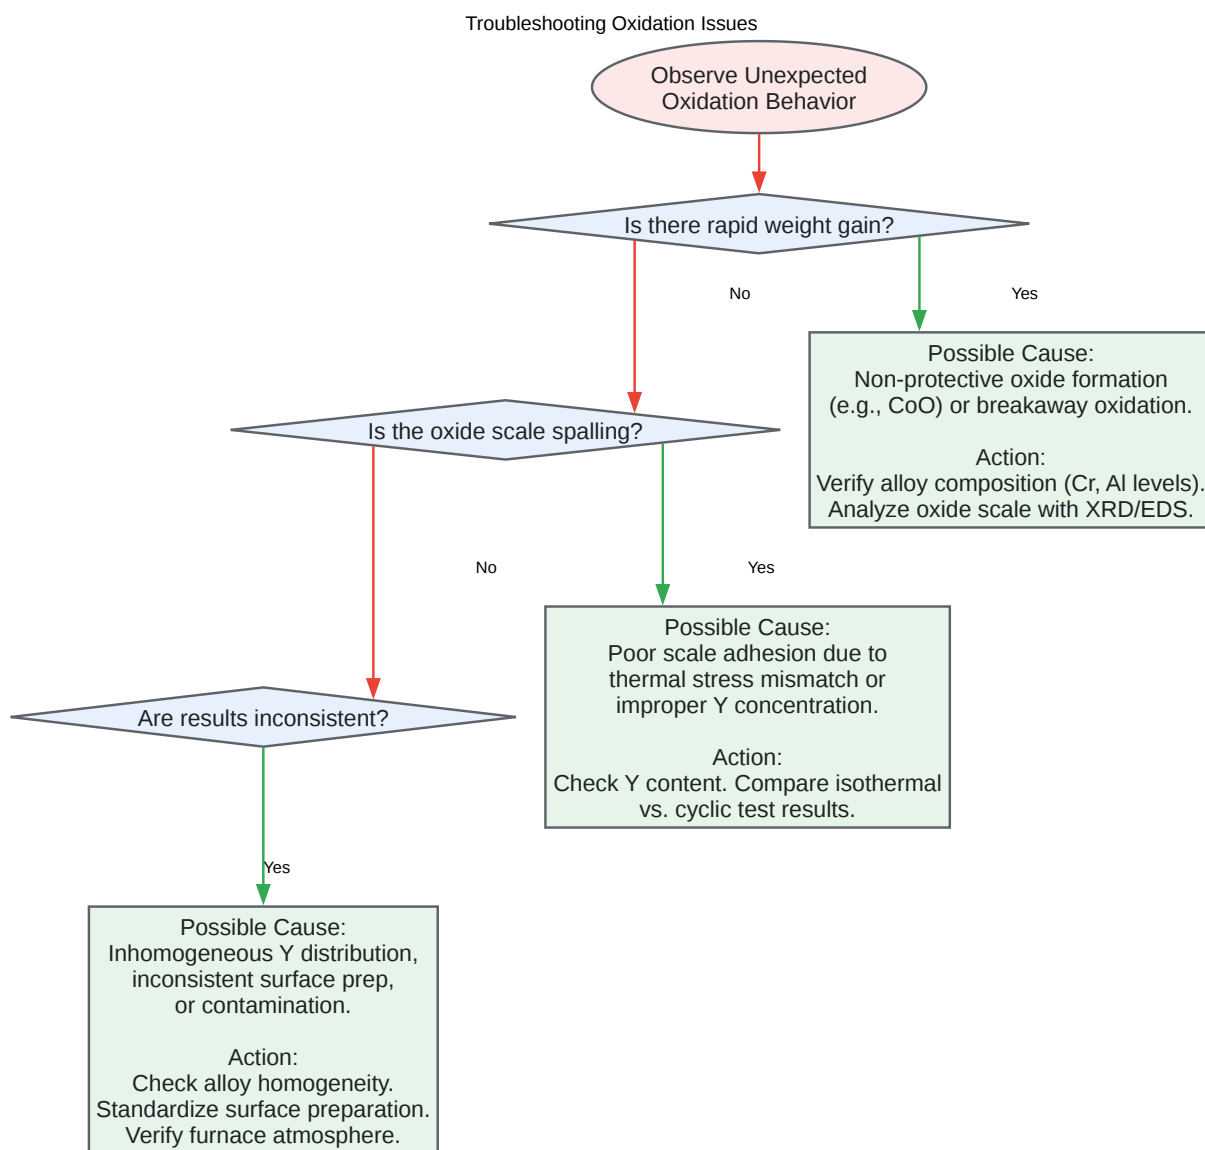 Troubleshooting Oxidation Issues
Observe Unexpected
Oxidation Behavior
Is there rapid weight gain?
No
Yes
Possible Cause:
Non-protective oxide formation
(e.g., CoO) or breakaway oxidation.
Action:
Verify alloy composition (Cr, Al levels).
Analyze oxide scale with XRD/EDS.
Is the oxide scale spalling?
No
Yes
Possible Cause:
Poor scale adhesion due to
thermal stress mismatch or
improper Y concentration.
Action:
Check Y content. Compare isothermal
vs. cyclic test results.
Are results inconsistent?
Yes
Possible Cause:
Inhomogeneous Y distribution,
inconsistent surface prep,
or contamination.
Action:
Check alloy homogeneity.
Standardize surface preparation.
Verify furnace atmosphere.